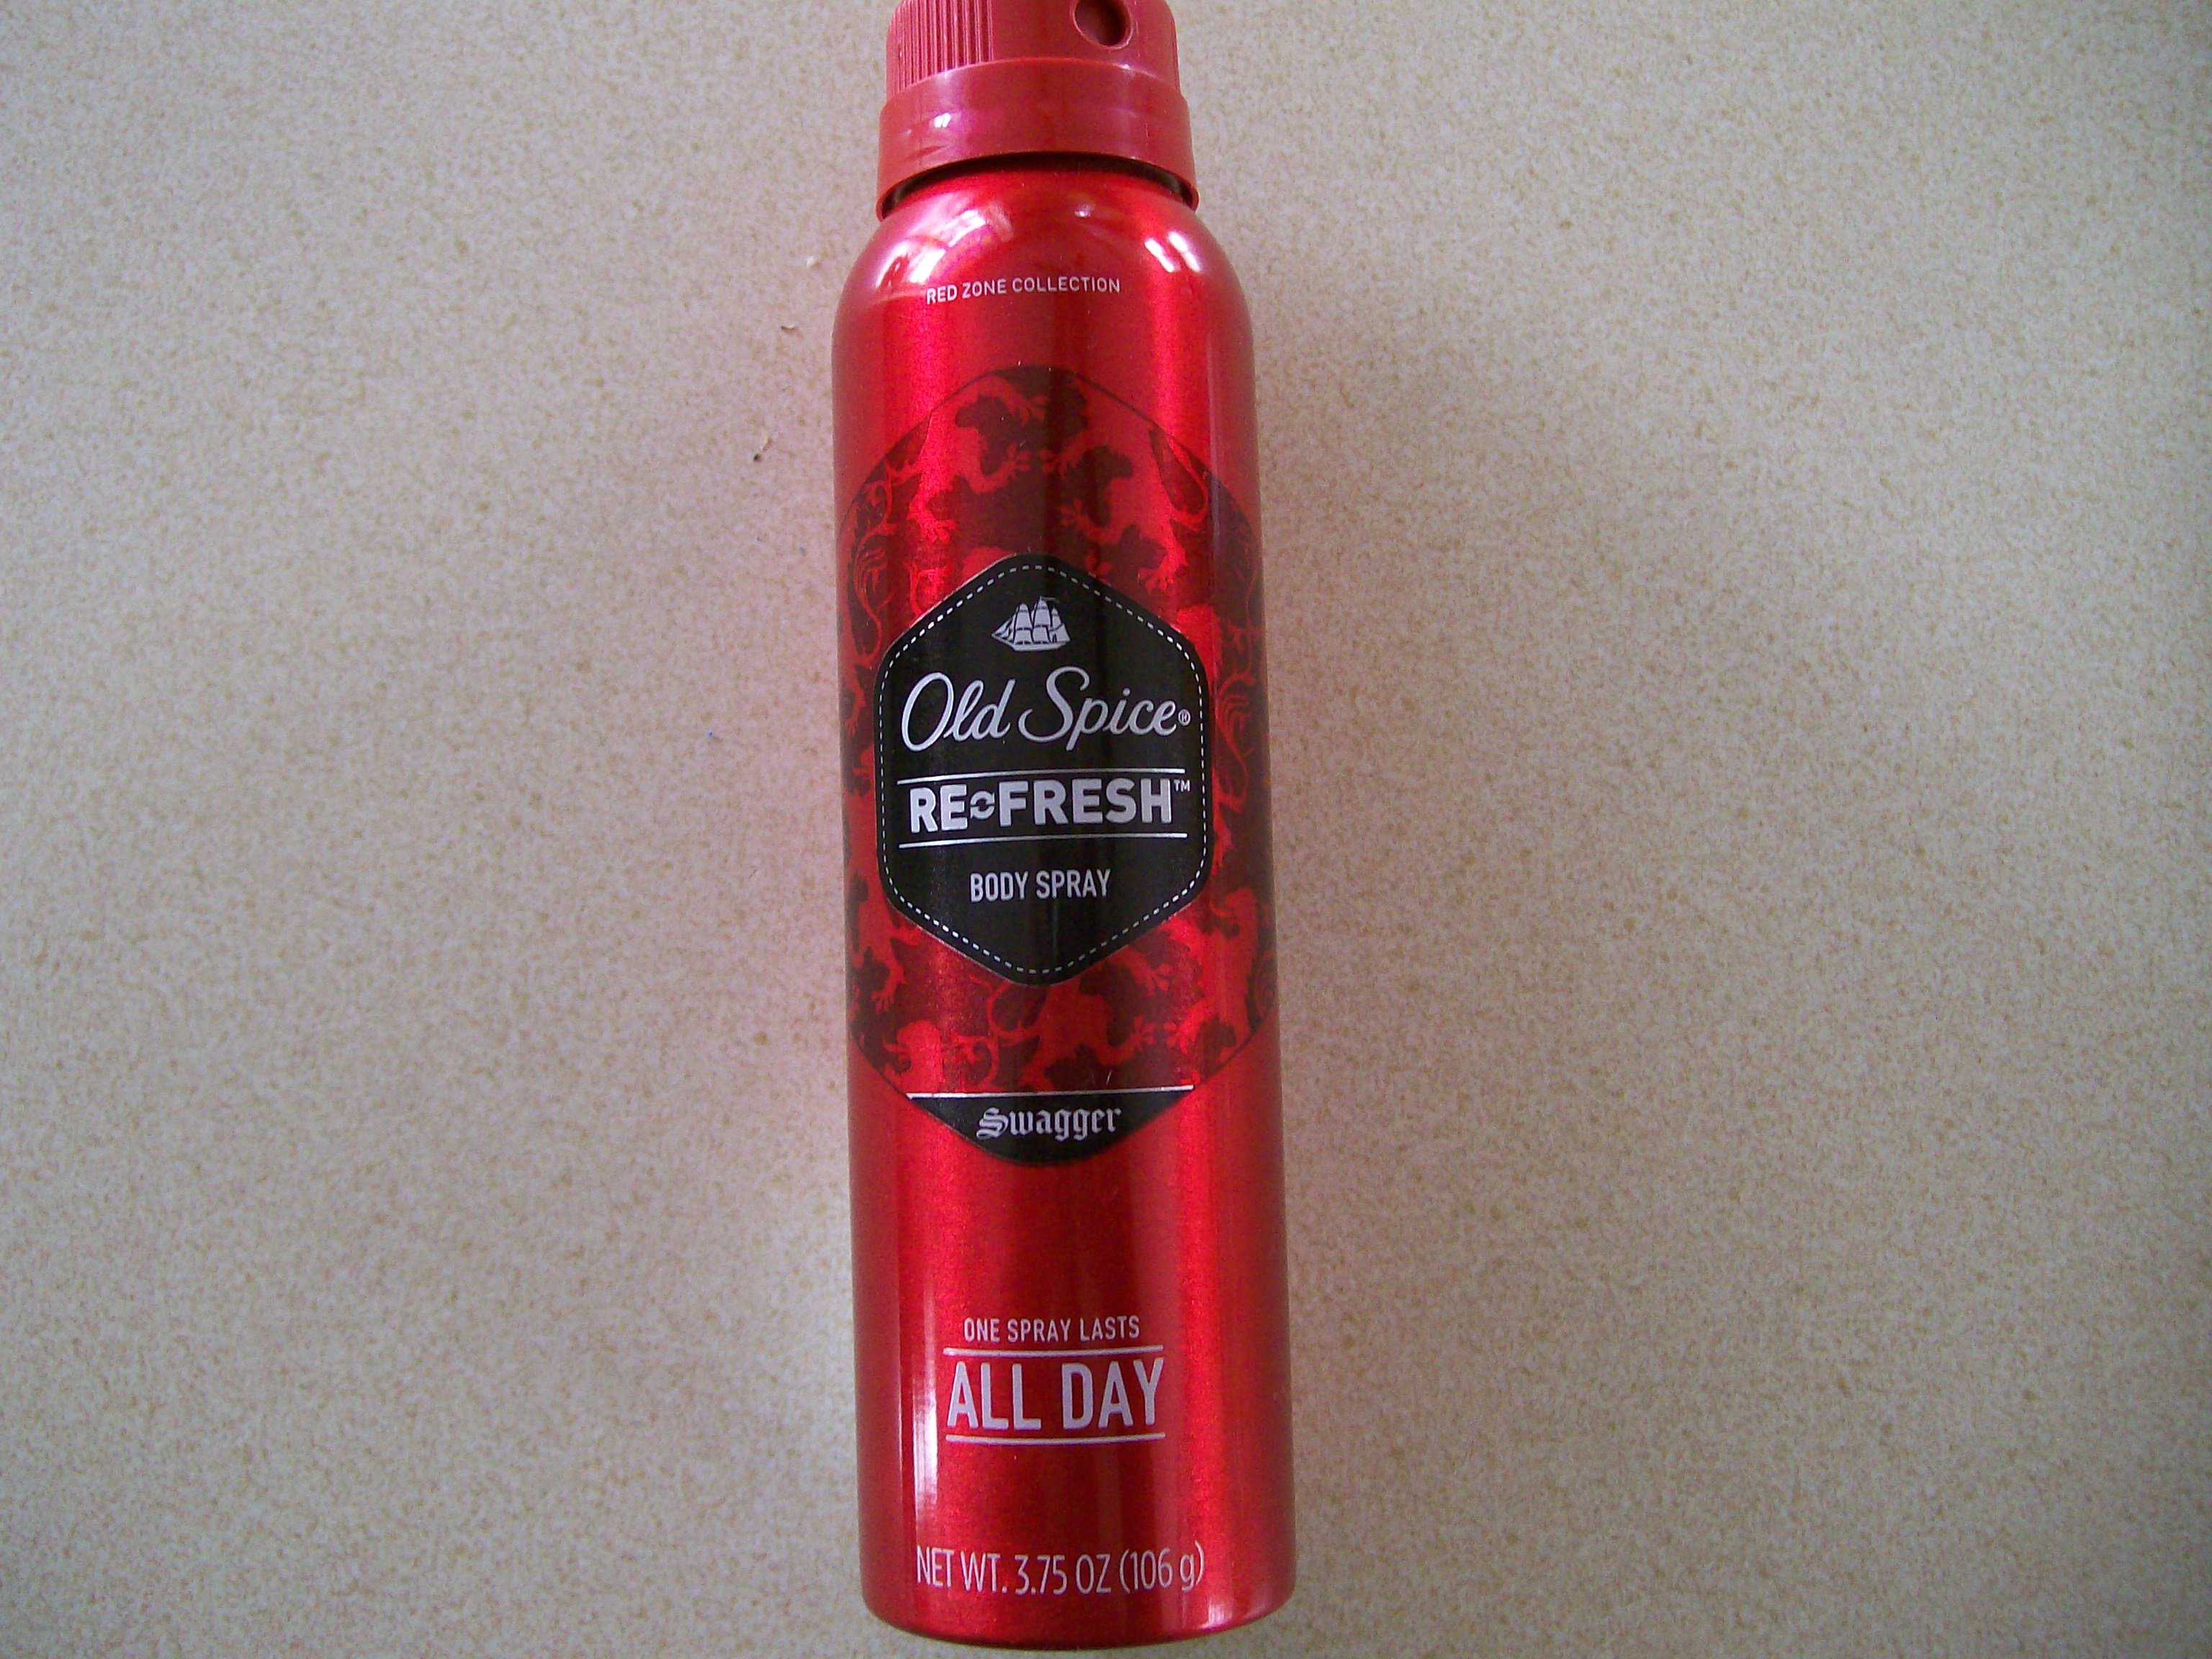 RED ZONE COLLECTION
Old Spice®
RE FRESH™
BODY SPRAY
Swagger
ONE SPRAY LASTS
ALL DAY
NET WT. 3.75 OZ (106 g)